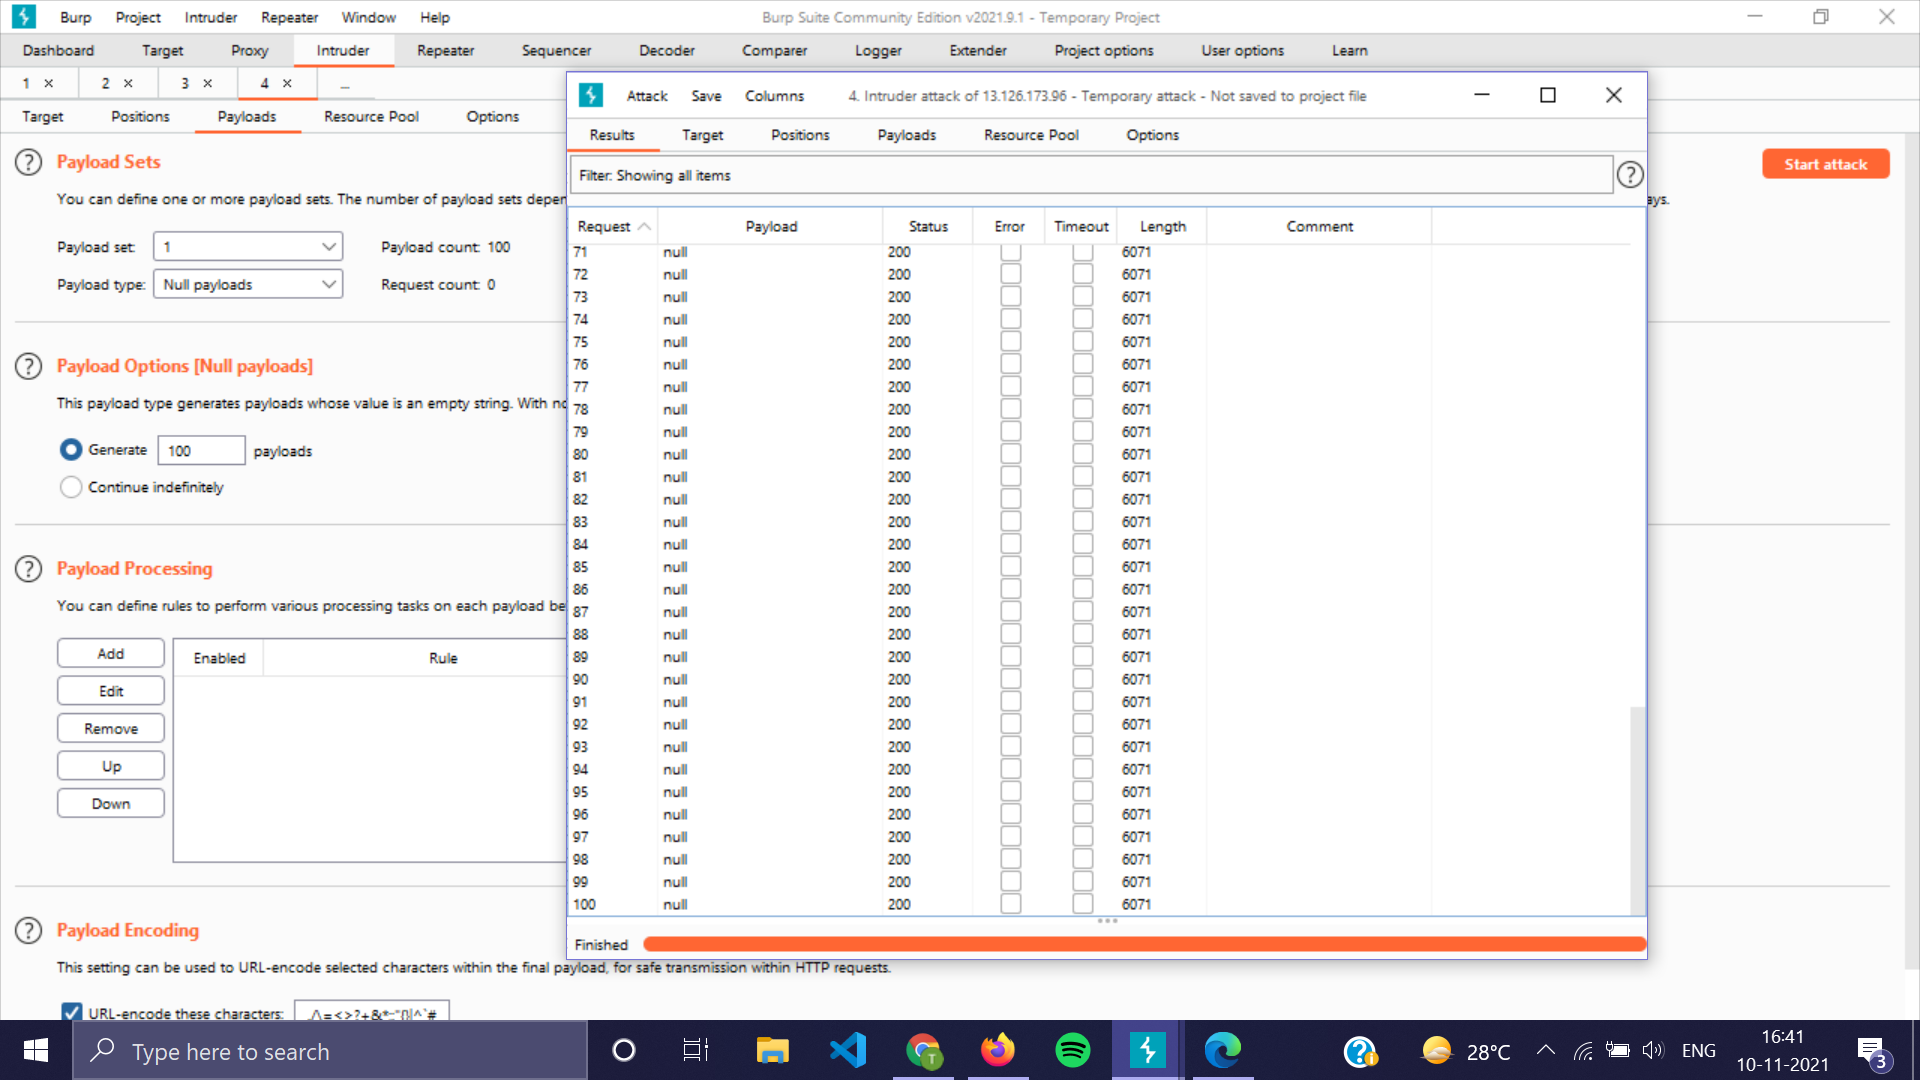 Burp Project Intruder Repeater Window Help
Burp Suite Community Edition v2021.9.1 - Temporary Project
Dashboard Target Proxy Intruder Repeater Sequencer Decoder Comparer Logger Extender Project options User options Learn
1 × 2 × 3 × 4 × ...
Target Positions Payloads Resource Pool Options
Payload Sets
Start attack
You can define one or more payload sets. The number of payload sets depen
ays.
Payload set: 1 Payload count: 100
Payload type: Null payloads Request count: 0
Payload Options [Null payloads]
This payload type generates payloads whose value is an empty string. With no
Generate 100 payloads
Continue indefinitely
Payload Processing
You can define rules to perform various processing tasks on each payload be
Add
Edit
Remove
Up
Down
Enabled Rule
Payload Encoding
This setting can be used to URL-encode selected characters within the final payload, for safe transmission within HTTP requests.
URL-encode these characters:
Attack Save Columns 4. Intruder attack of 13.126.173.96 - Temporary attack - Not saved to project file
Results Target Positions Payloads Resource Pool Options
Filter: Showing all items
Request Payload Status Error Timeout Length Comment
71 null 200 6071
72 null 200 6071
73 null 200 6071
74 null 200 6071
75 null 200 6071
76 null 200 6071
77 null 200 6071
78 null 200 6071
79 null 200 6071
80 null 200 6071
81 null 200 6071
82 null 200 6071
83 null 200 6071
84 null 200 6071
85 null 200 6071
86 null 200 6071
87 null 200 6071
88 null 200 6071
89 null 200 6071
90 null 200 6071
91 null 200 6071
92 null 200 6071
93 null 200 6071
94 null 200 6071
95 null 200 6071
96 null 200 6071
97 null 200 6071
98 null 200 6071
99 null 200 6071
100 null 200 6071
Finished
Type here to search
T
28°C
ENG
16:41
10-11-2021
3